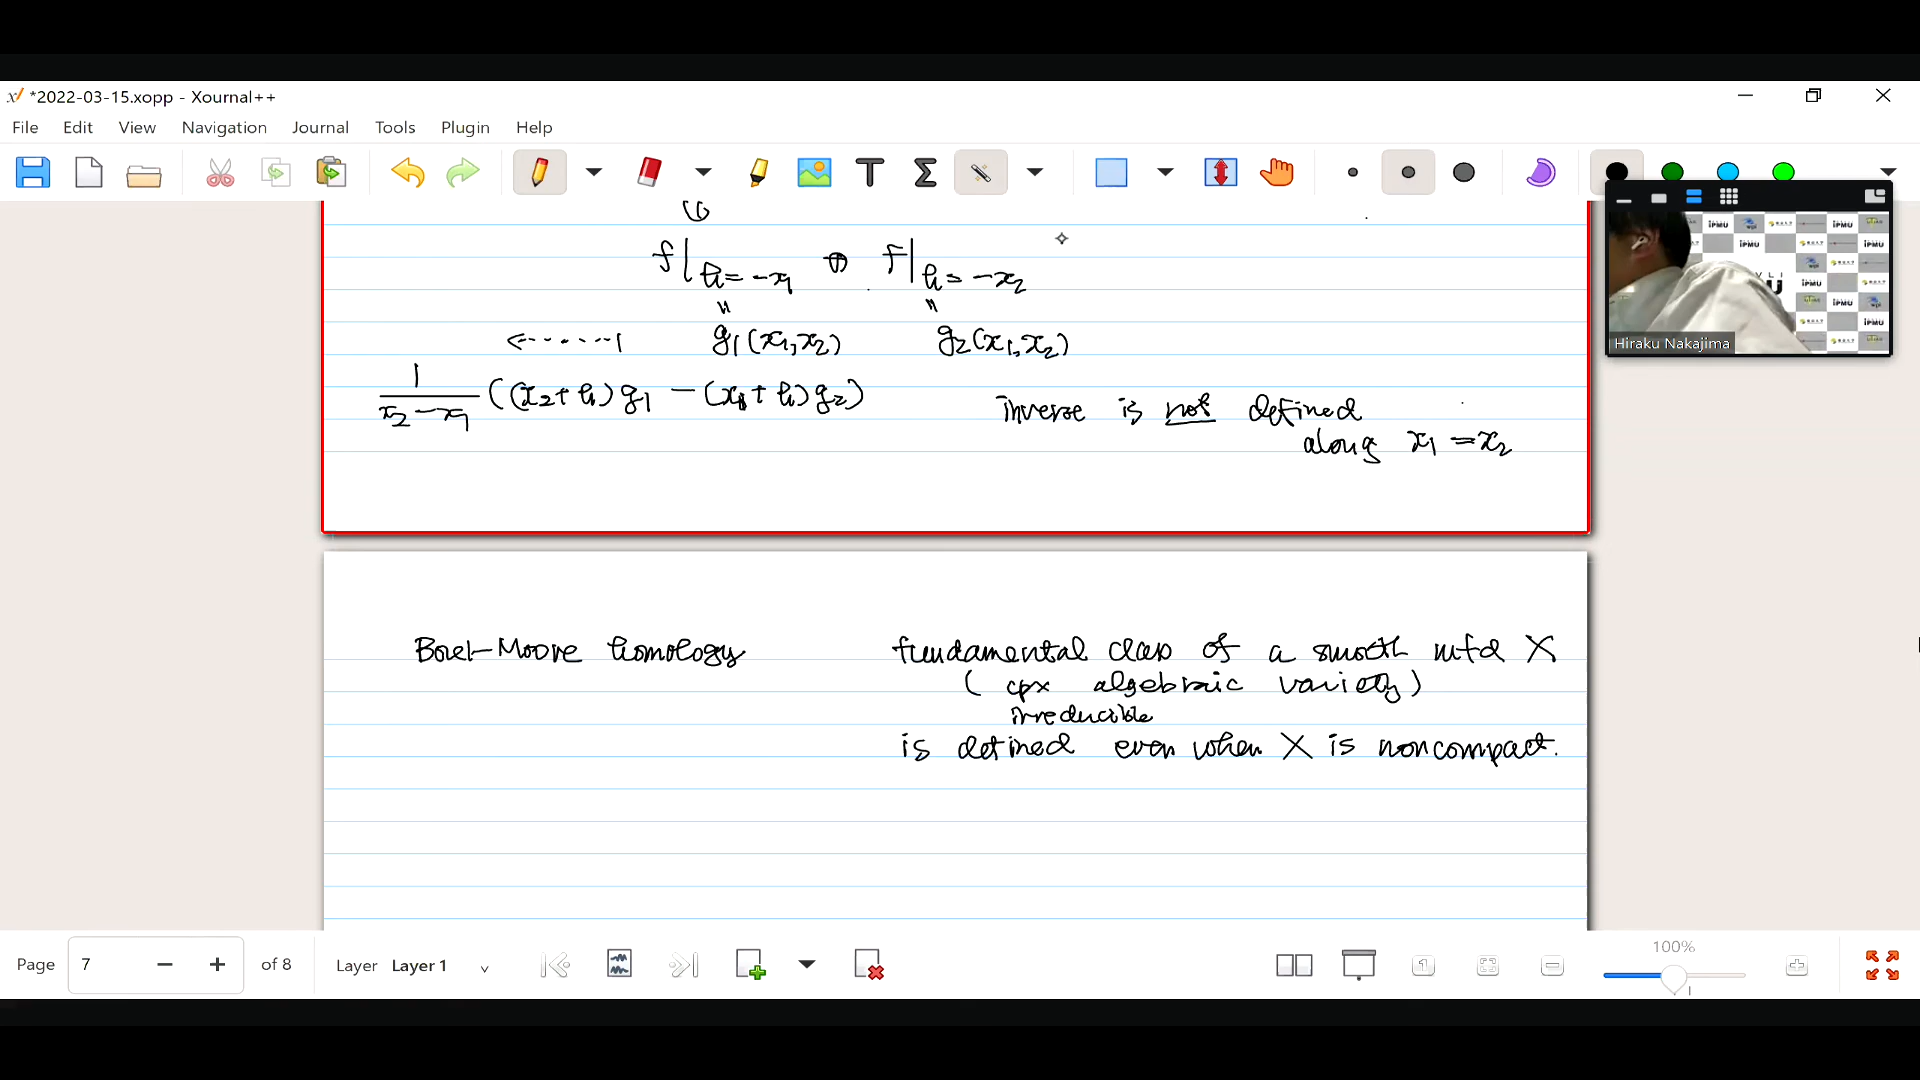 *2022-03-15.xopp - Xournal++
File Edit View Navigation Journal Tools Plugin Help
f|ℏ=-x₁ ⊕ f|ℏ=-x₂
g₁(x₁,x₂) g₂(x₁,x₂)
1/(x₂-x₁) ((x₂+ℏ)g₁ - (x₁+ℏ)g₂)
inverse is not defined
along x₁=x₂
Hiraku Nakajima
Borel-Moore homology
fundamental class of a smooth mfd X
(cpx algebraic variety)
irreducible
is defined even when X is noncompact.
Page 7 of 8 Layer Layer 1 100%